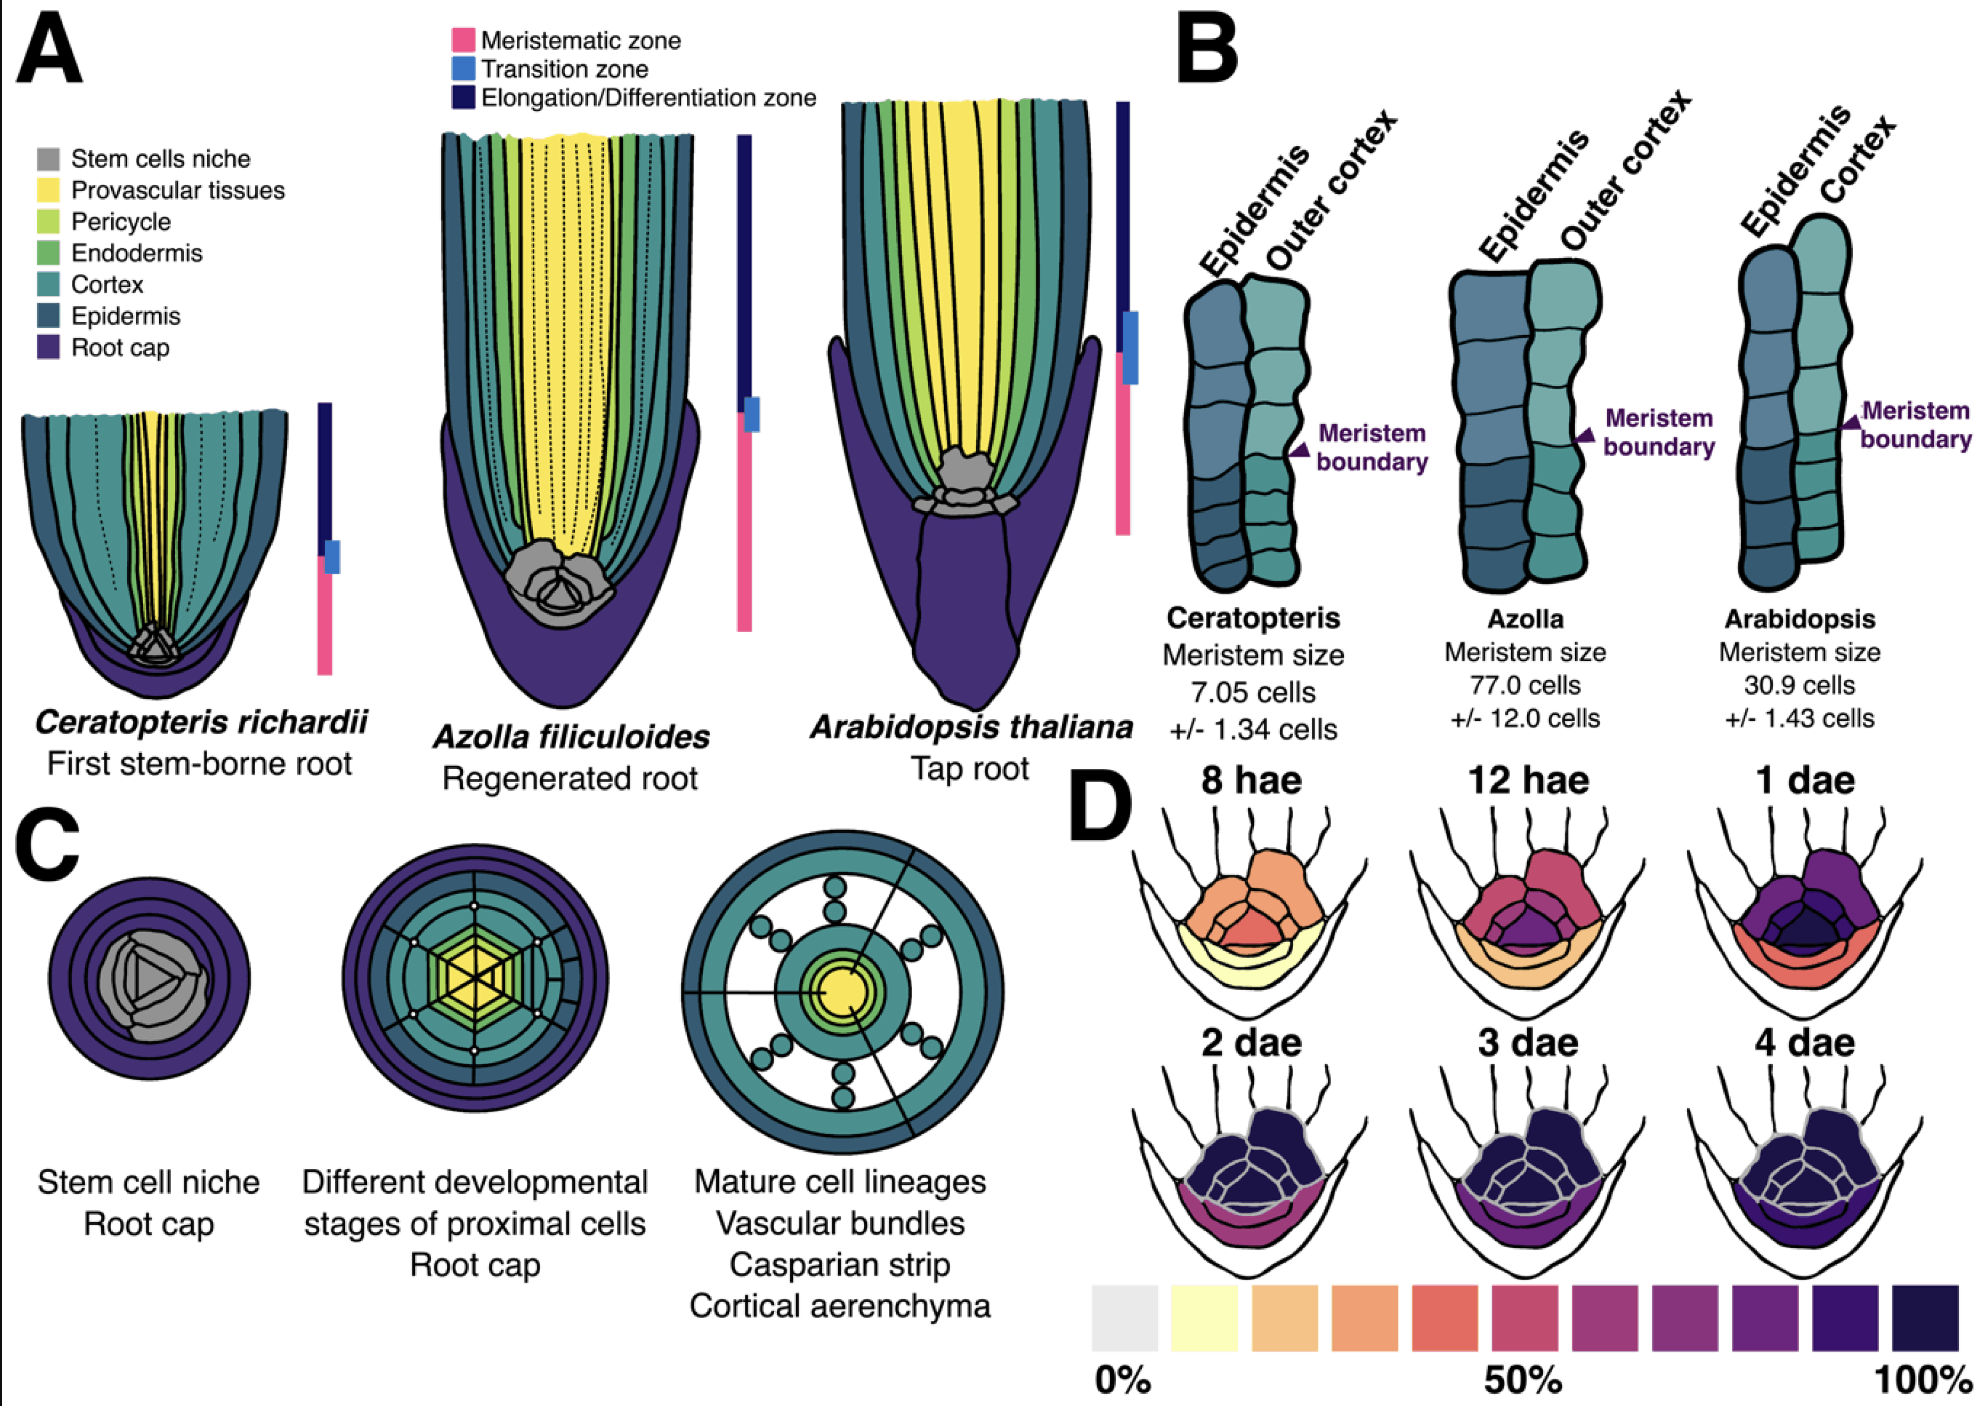 A
Meristematic zone
Transition zone
Elongation/Differentiation zone
Stem cells niche
Provascular tissues
Pericycle
Endodermis
Cortex
Epidermis
Root cap
Ceratopteris richardii
First stem-borne root
Azolla filiculoides
Regenerated root
Arabidopsis thaliana
Tap root
B
Epidermis
Outer cortex
Meristem
boundary
Ceratopteris
Meristem size
7.05 cells
+/- 1.34 cells
Epidermis
Outer cortex
Meristem
boundary
Azolla
Meristem size
77.0 cells
+/- 12.0 cells
Epidermis
Cortex
Meristem
boundary
Arabidopsis
Meristem size
30.9 cells
+/- 1.43 cells
C
Stem cell niche
Root cap
Different developmental
stages of proximal cells
Root cap
Mature cell lineages
Vascular bundles
Casparian strip
Cortical aerenchyma
D
8 hae
12 hae
1 dae
2 dae
3 dae
4 dae
0%
50%
100%